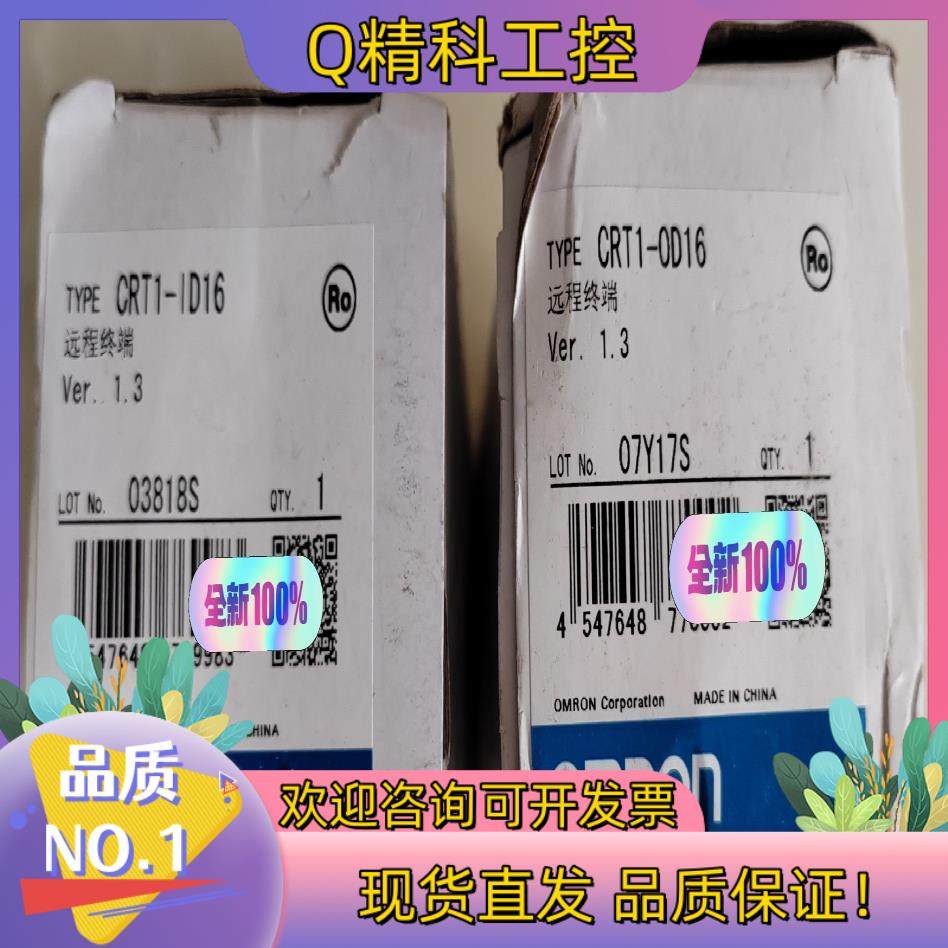 Q精科工控
TYPE CRT1-ID16
Ro
远程终端
Ver. 1.3
LOT No. 03818S QTY. 1
全新100%
CHINA
TYPE CRT1-OD16
Ro
远程终端
Ver. 1.3
LOT No. 07Y17S QTY. 1
全新100%
4 547648
OMRON Corporation MADE IN CHINA
品质
NO.1
欢迎咨询可开发票
现货直发 品质保证!